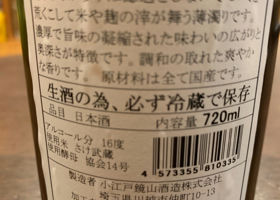 荒くこして米や麹の滓が舞う薄濁りです。
濃厚で旨味の凝縮された味わいの広がりと
奥深さが特徴です。調和の取れた爽やか
な香りです。 原材料は全て国産です。
生酒の為、必ず冷蔵で保存
品目 日本酒 内容量 720ml
アルコール分 16度
使用米 さけ武蔵
使用酵母 協会14号
4 573355 810335
製造者 小江戸鏡山酒造株式会社
埼玉県川越市仲町10-13